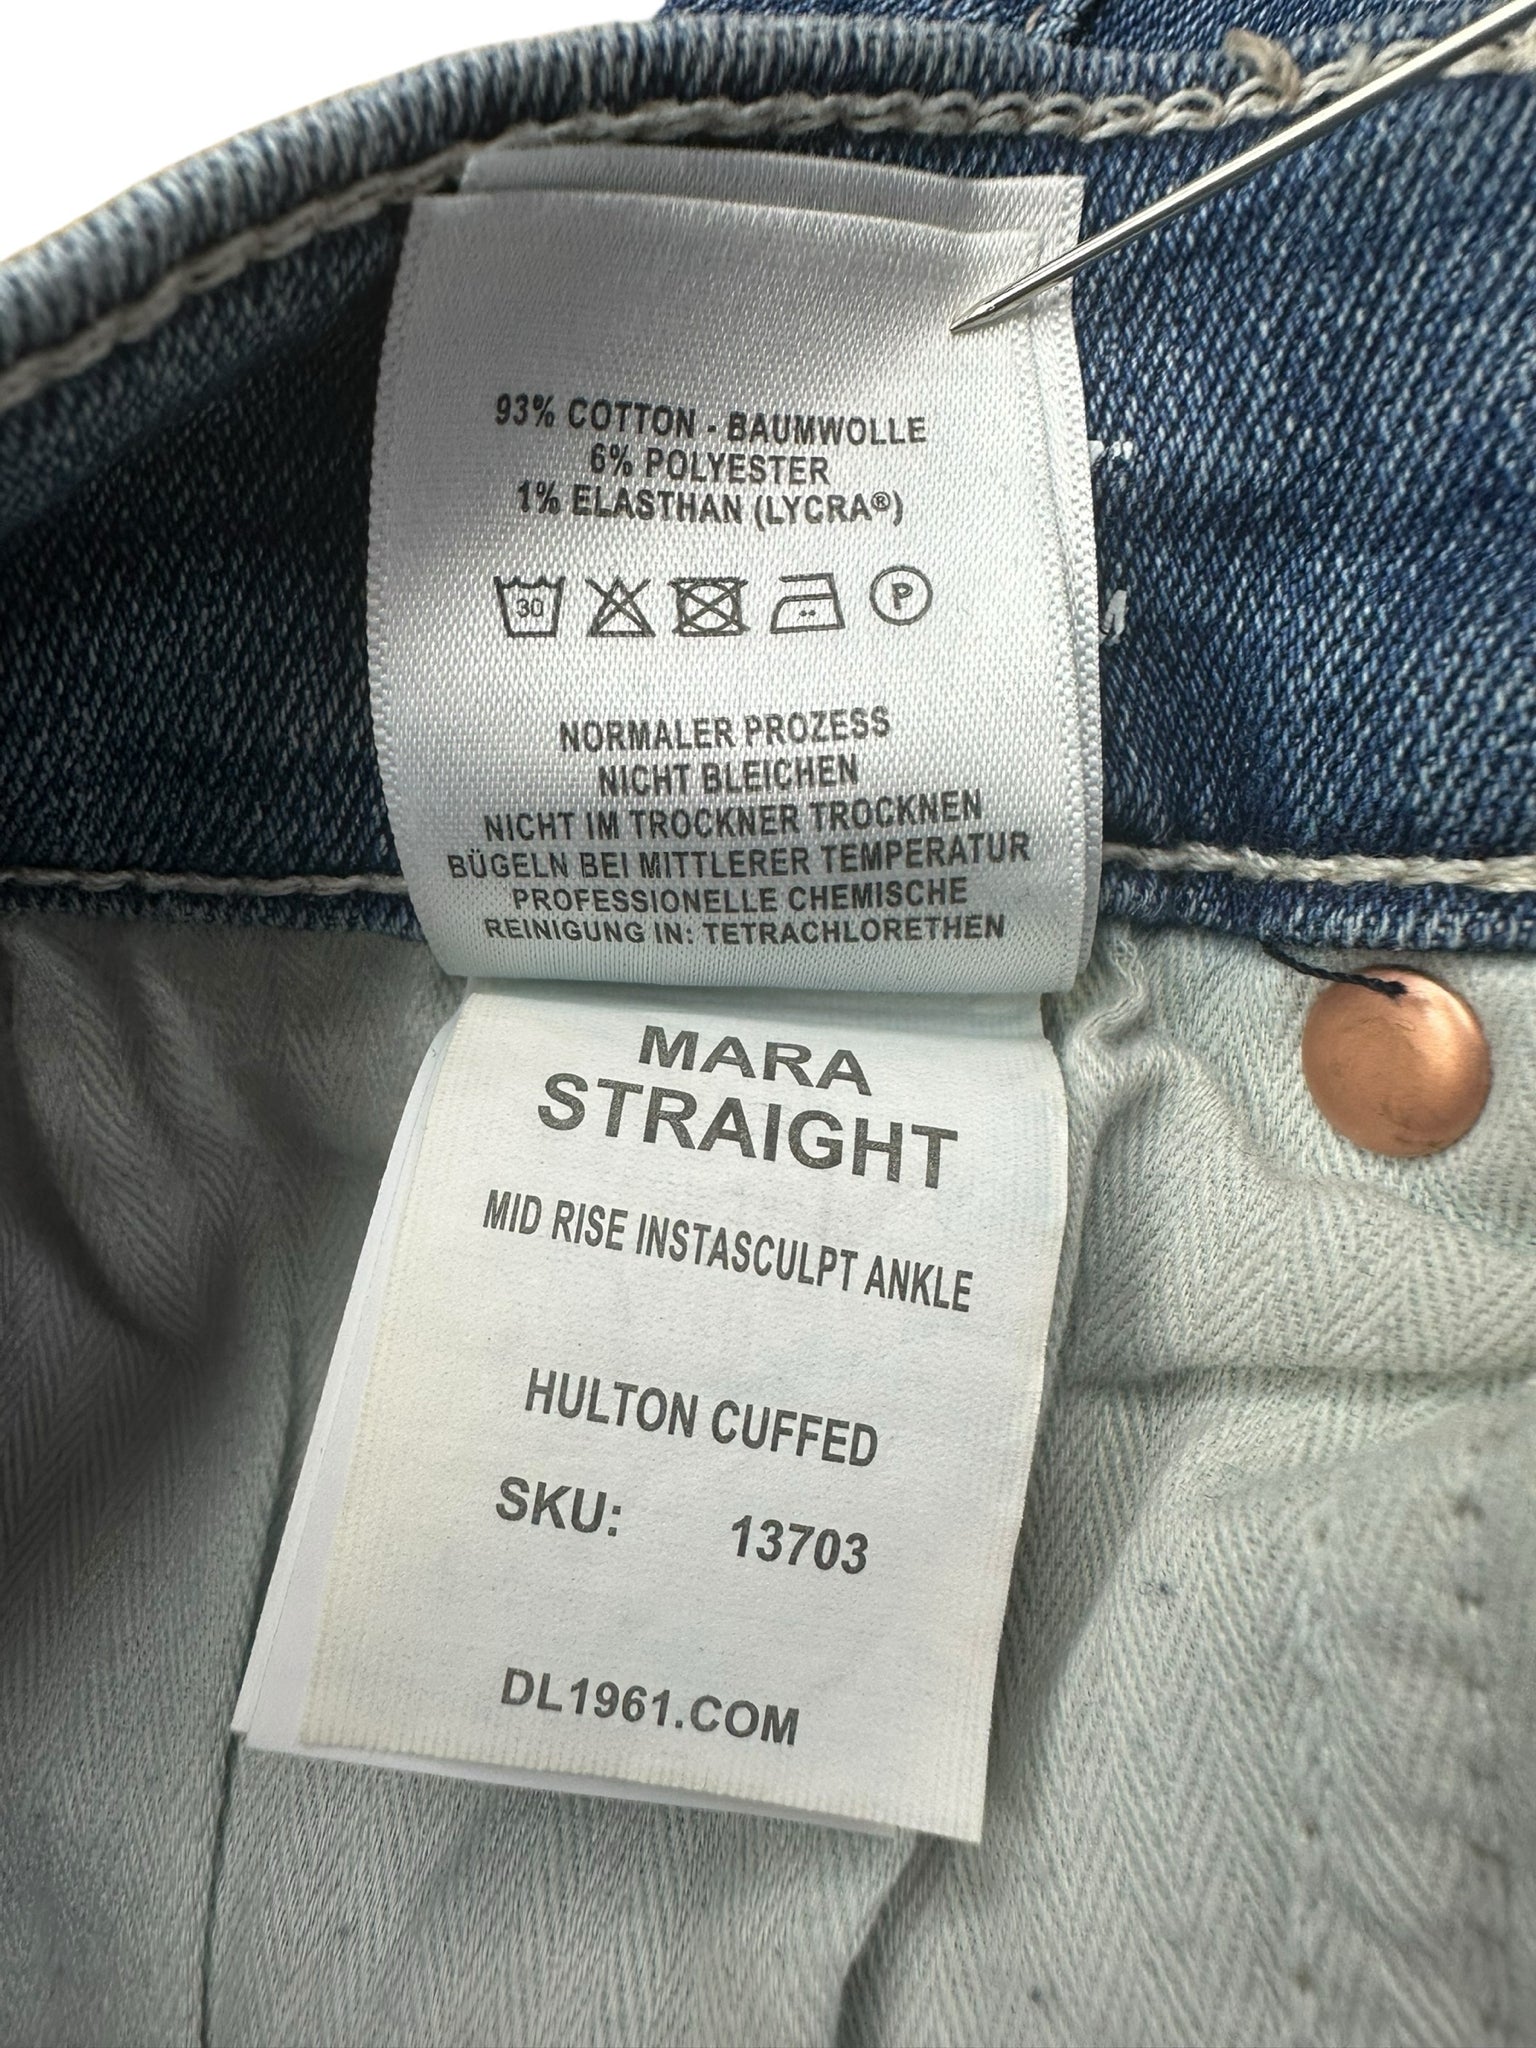 93% COTTON - BAUMWOLLE
6% POLYESTER
1% ELASTHAN (LYCRA®)
30 P
NORMALER PROZESS
NICHT BLEICHEN
NICHT IM TROCKNER TROCKNEN
BÜGELN BEI MITTLERER TEMPERATUR
PROFESSIONELLE CHEMISCHE
REINIGUNG IN: TETRACHLORETHEN
MARA
STRAIGHT
MID RISE INSTASCULPT ANKLE
HULTON CUFFED
SKU: 13703
DL1961.COM